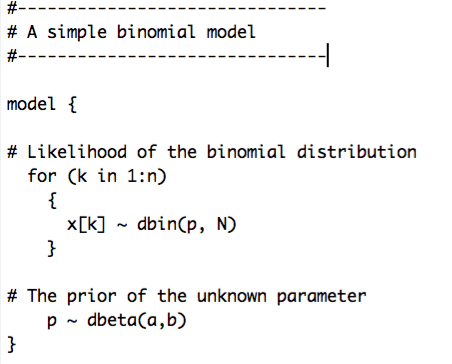 #-------------------------------
# A simple binomial model
#-------------------------------
model {
# Likelihood of the binomial distribution
  for (k in 1:n)
    {
      x[k] ~ dbin(p, N)
    }
# The prior of the unknown parameter
    p ~ dbeta(a,b)
}